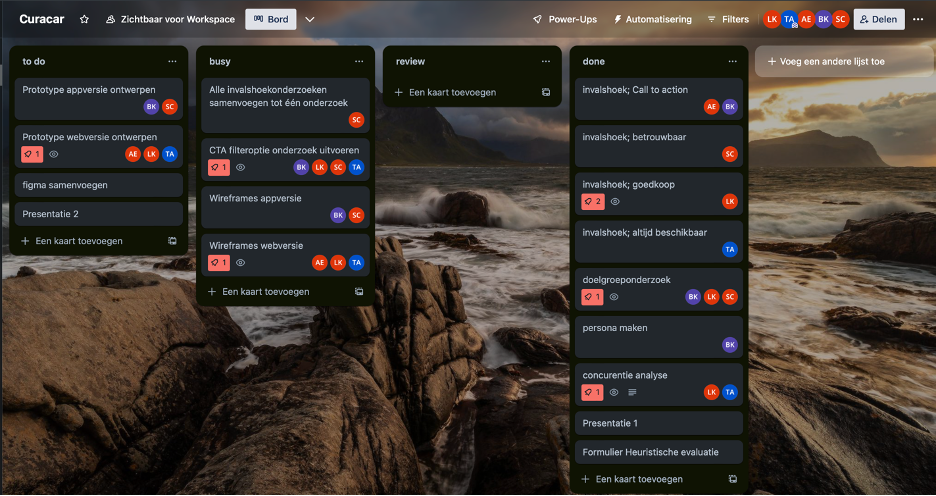 Curacar
Zichtbaar voor Workspace
Bord
Power-Ups
Automatisering
Filters
LK
TA
AE
BK
SC
Delen
to do
Prototype appversie ontwerpen
BK
SC
Prototype webversie ontwerpen
1
AE
LK
TA
figma samenvoegen
Presentatie 2
Een kaart toevoegen
busy
Alle invalshoekonderzoeken
samenvoegen tot één onderzoek
SC
CTA filteroptie onderzoek uitvoeren
1
BK
LK
SC
TA
Wireframes appversie
BK
SC
Wireframes webversie
1
AE
LK
TA
Een kaart toevoegen
review
Een kaart toevoegen
done
invalshoek; Call to action
AE
BK
invalshoek; betrouwbaar
SC
invalshoek; goedkoop
2
LK
invalshoek; altijd beschikbaar
TA
doelgroeponderzoek
1
BK
LK
SC
persona maken
BK
concurentie analyse
1
LK
TA
Presentatie 1
Formulier Heuristische evaluatie
Een kaart toevoegen
Voeg een andere lijst toe